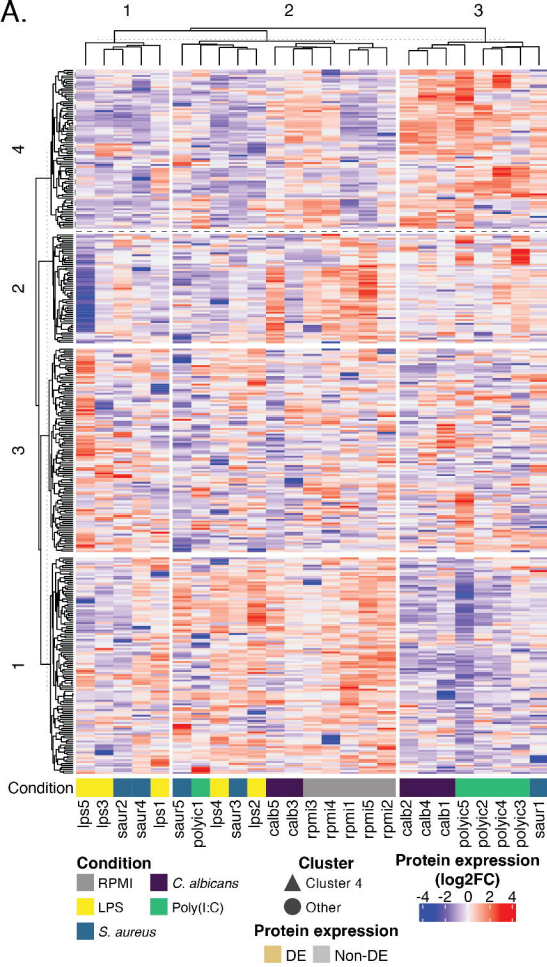 A.
1 2 3
4
2
3
1
Condition
lps5 lps3 saur2 saur4 lps1 saur5 polyic1 lps4 saur3 lps2 calb5 calb3 rpmi3 rpmi4 rpmi1 rpmi5 rpmi2 calb2 calb4 calb1 polyic5 polyic2 polyic4 polyic3 saur1
Condition
RPMI C. albicans
LPS Poly(I:C)
S. aureus
Cluster
Cluster 4
Other
Protein expression
(log2FC)
-4 -2 0 2 4
Protein expression
DE Non-DE